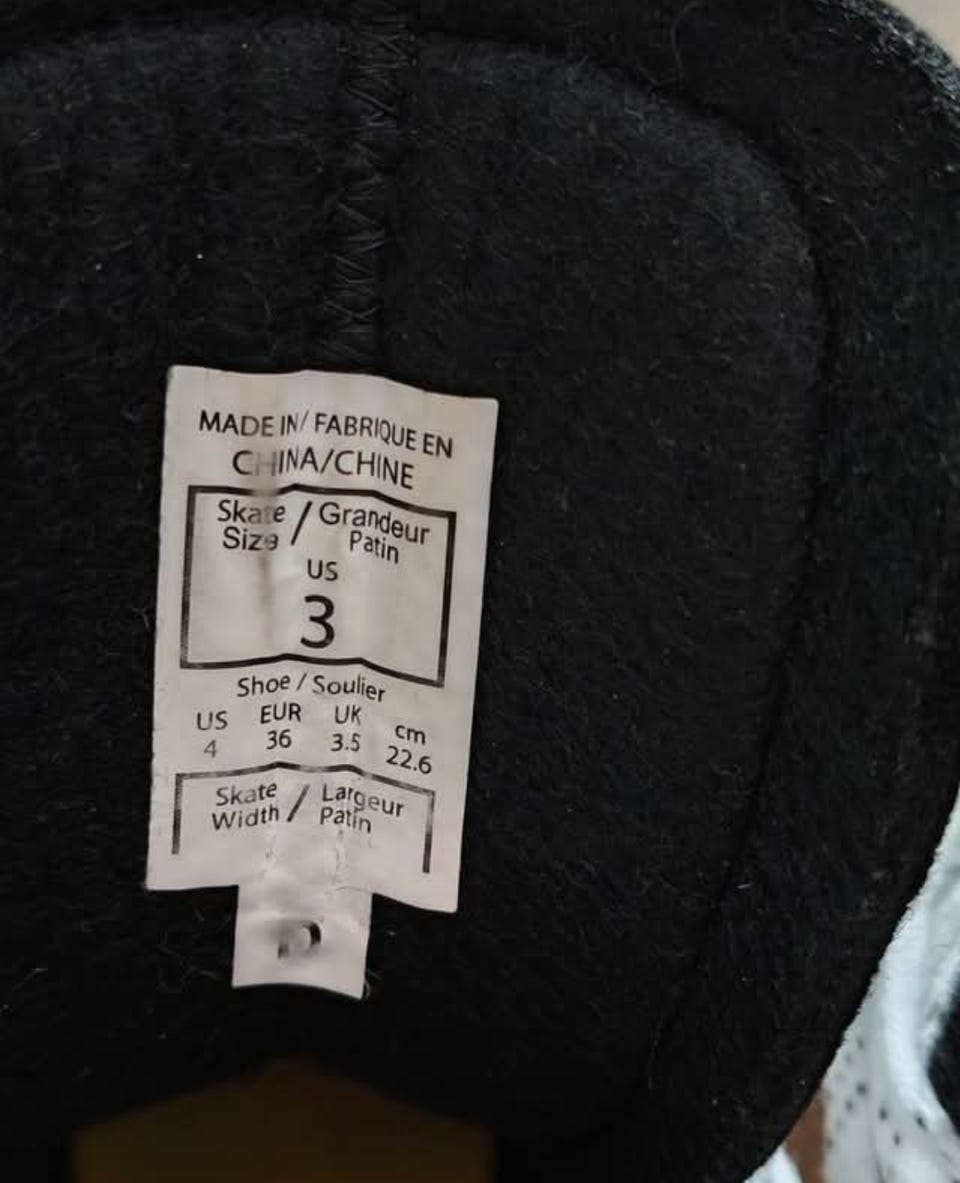 MADE IN/ FABRIQUE EN
CHINA/CHINE
Skate / Grandeur
Size Patin
US
3
Shoe / Soulier
US EUR UK cm
4 36 3.5 22.6
Skate / Largeur
Width Patin
D